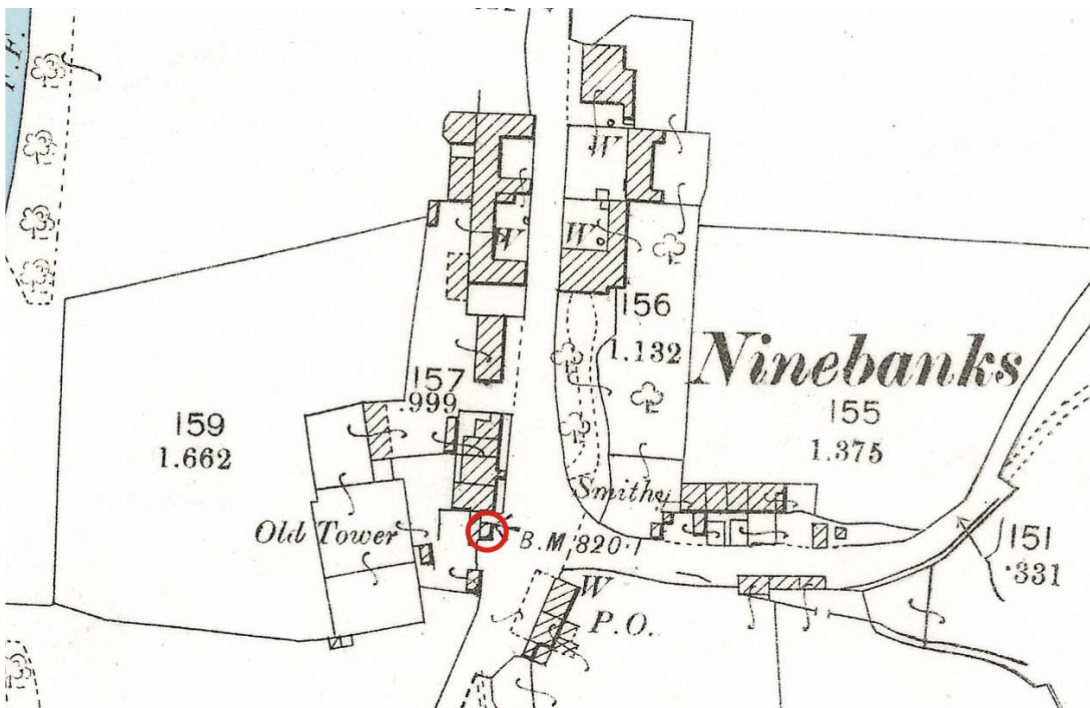 F.F.
W
W
W
156
1.132
Ninebanks
155
1.375
157
.999
159
1.662
Smithy
Old Tower
B.M. 820.1
151
.331
W
P.O.